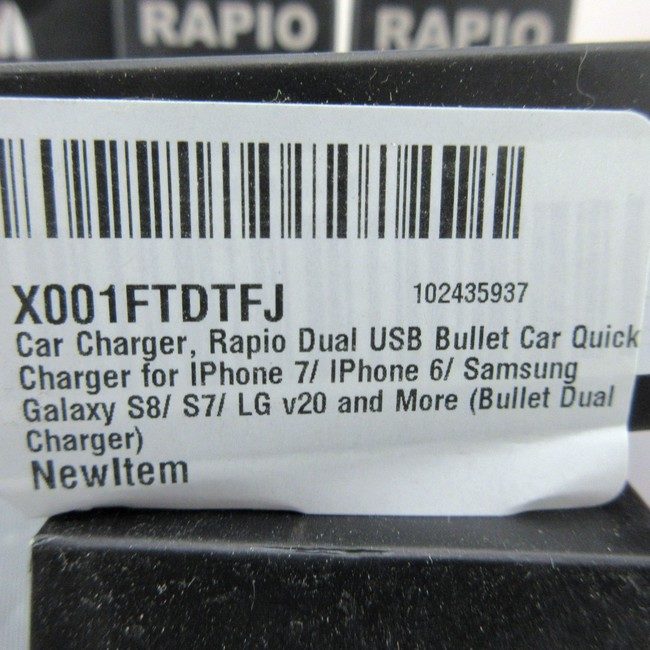 RAPIO RAPIO
X001FTDTFJ 102435937
Car Charger, Rapio Dual USB Bullet Car Quick
Charger for IPhone 7/ IPhone 6/ Samsung
Galaxy S8/ S7/ LG v20 and More (Bullet Dual
Charger)
NewItem